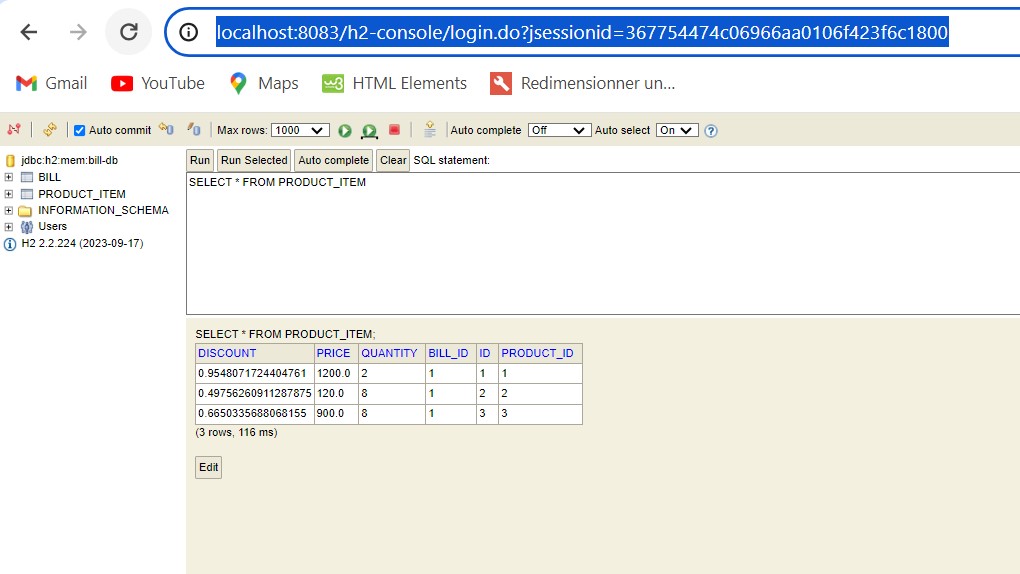 localhost:8083/h2-console/login.do?jsessionid=367754474c06966aa0106f423f6c1800
Gmail YouTube Maps HTML Elements Redimensionner un...
Auto commit Max rows: 1000 Auto complete Off Auto select On
jdbc:h2:mem:bill-db
BILL
PRODUCT_ITEM
INFORMATION_SCHEMA
Users
H2 2.2.224 (2023-09-17)
Run Run Selected Auto complete Clear SQL statement:
SELECT * FROM PRODUCT_ITEM
SELECT * FROM PRODUCT_ITEM;
DISCOUNT PRICE QUANTITY BILL_ID ID PRODUCT_ID
0.9548071724404761 1200.0 2 1 1 1
0.49756260911287875 120.0 8 1 2 2
0.6650335688068155 900.0 8 1 3 3
(3 rows, 116 ms)
Edit